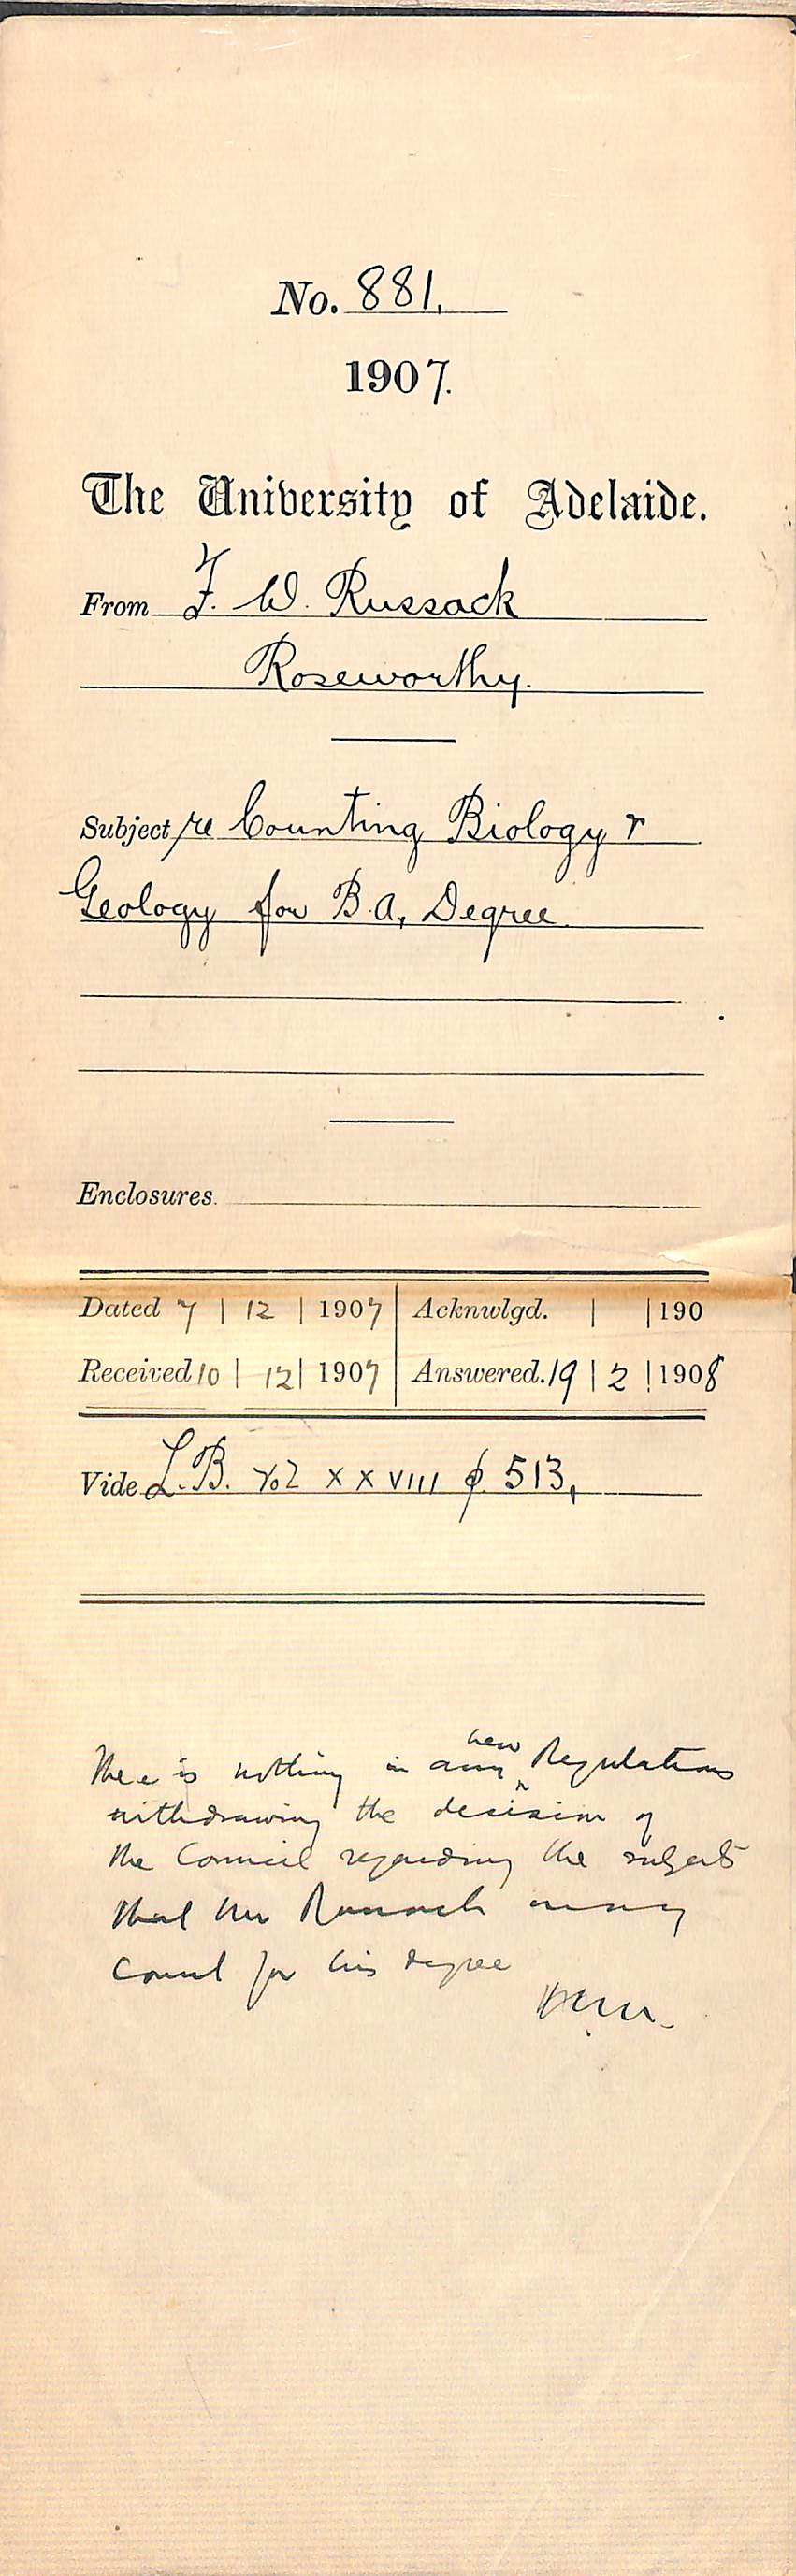 No. 881.
1907.
The University of Adelaide.
From F. W. Russack
Roseworthy.
Subject re Counting Biology &
Geology for B.A, Degree.
Enclosures.
Dated 7 | 12 | 1907 | Acknwlgd. | | 190
Received 10 | 12 | 1907 | Answered. 19 | 2 | 1908
Vide L.B. Vol XXVIII p. 513,
There is nothing in any new Regulations
withdrawing the decision of
the Council regarding the subjects
that Mr Russack may
count for his degree